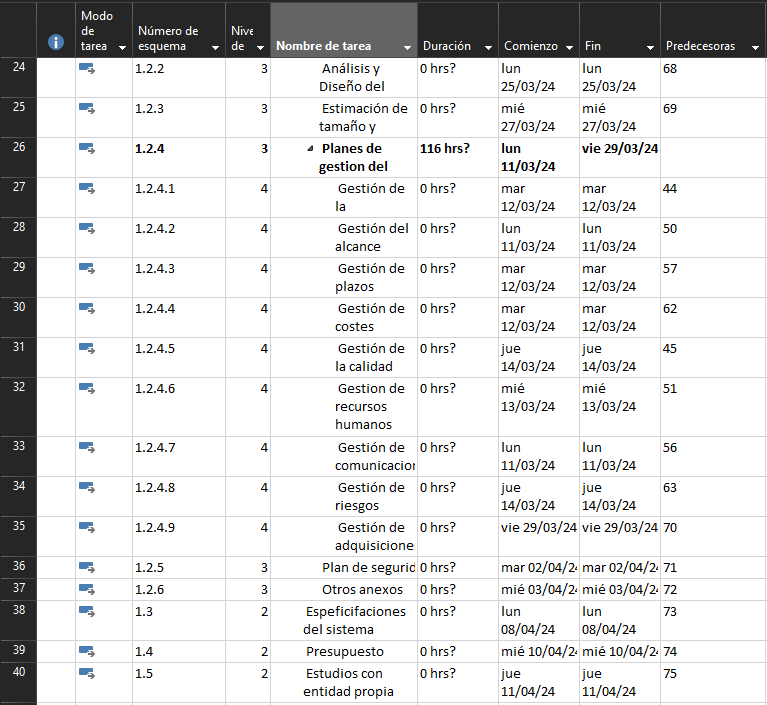 Modo de tarea Número de esquema Nive de Nombre de tarea Duración Comienzo Fin Predecesoras
24 1.2.2 3 Análisis y Diseño del 0 hrs? lun 25/03/24 lun 25/03/24 68
25 1.2.3 3 Estimación de tamaño y 0 hrs? mié 27/03/24 mié 27/03/24 69
26 1.2.4 3 Planes de gestion del 116 hrs? lun 11/03/24 vie 29/03/24
27 1.2.4.1 4 Gestión de la 0 hrs? mar 12/03/24 mar 12/03/24 44
28 1.2.4.2 4 Gestión del alcance 0 hrs? lun 11/03/24 lun 11/03/24 50
29 1.2.4.3 4 Gestión de plazos 0 hrs? mar 12/03/24 mar 12/03/24 57
30 1.2.4.4 4 Gestión de costes 0 hrs? mar 12/03/24 mar 12/03/24 62
31 1.2.4.5 4 Gestión de la calidad 0 hrs? jue 14/03/24 jue 14/03/24 45
32 1.2.4.6 4 Gestion de recursos humanos 0 hrs? mié 13/03/24 mié 13/03/24 51
33 1.2.4.7 4 Gestión de comunicacion 0 hrs? lun 11/03/24 lun 11/03/24 56
34 1.2.4.8 4 Gestión de riesgos 0 hrs? jue 14/03/24 jue 14/03/24 63
35 1.2.4.9 4 Gestión de adquisicione 0 hrs? vie 29/03/24 vie 29/03/24 70
36 1.2.5 3 Plan de segurid 0 hrs? mar 02/04/24 mar 02/04/24 71
37 1.2.6 3 Otros anexos 0 hrs? mié 03/04/24 mié 03/04/24 72
38 1.3 2 Espeficifaciones del sistema 0 hrs? lun 08/04/24 lun 08/04/24 73
39 1.4 2 Presupuesto 0 hrs? mié 10/04/24 mié 10/04/24 74
40 1.5 2 Estudios con entidad propia 0 hrs? jue 11/04/24 jue 11/04/24 75